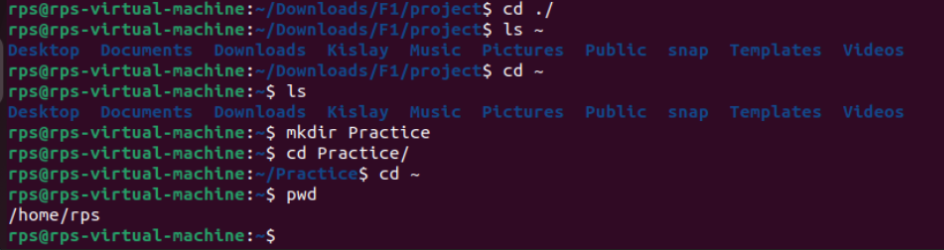 rps@rps-virtual-machine:~/Downloads/F1/project$ cd ./
rps@rps-virtual-machine:~/Downloads/F1/project$ ls ~
Desktop  Documents  Downloads  Kislay  Music  Pictures  Public  snap  Templates  Videos
rps@rps-virtual-machine:~/Downloads/F1/project$ cd ~
rps@rps-virtual-machine:~$ ls
Desktop  Documents  Downloads  Kislay  Music  Pictures  Public  snap  Templates  Videos
rps@rps-virtual-machine:~$ mkdir Practice
rps@rps-virtual-machine:~$ cd Practice/
rps@rps-virtual-machine:~/Practice$ cd ~
rps@rps-virtual-machine:~$ pwd
/home/rps
rps@rps-virtual-machine:~$